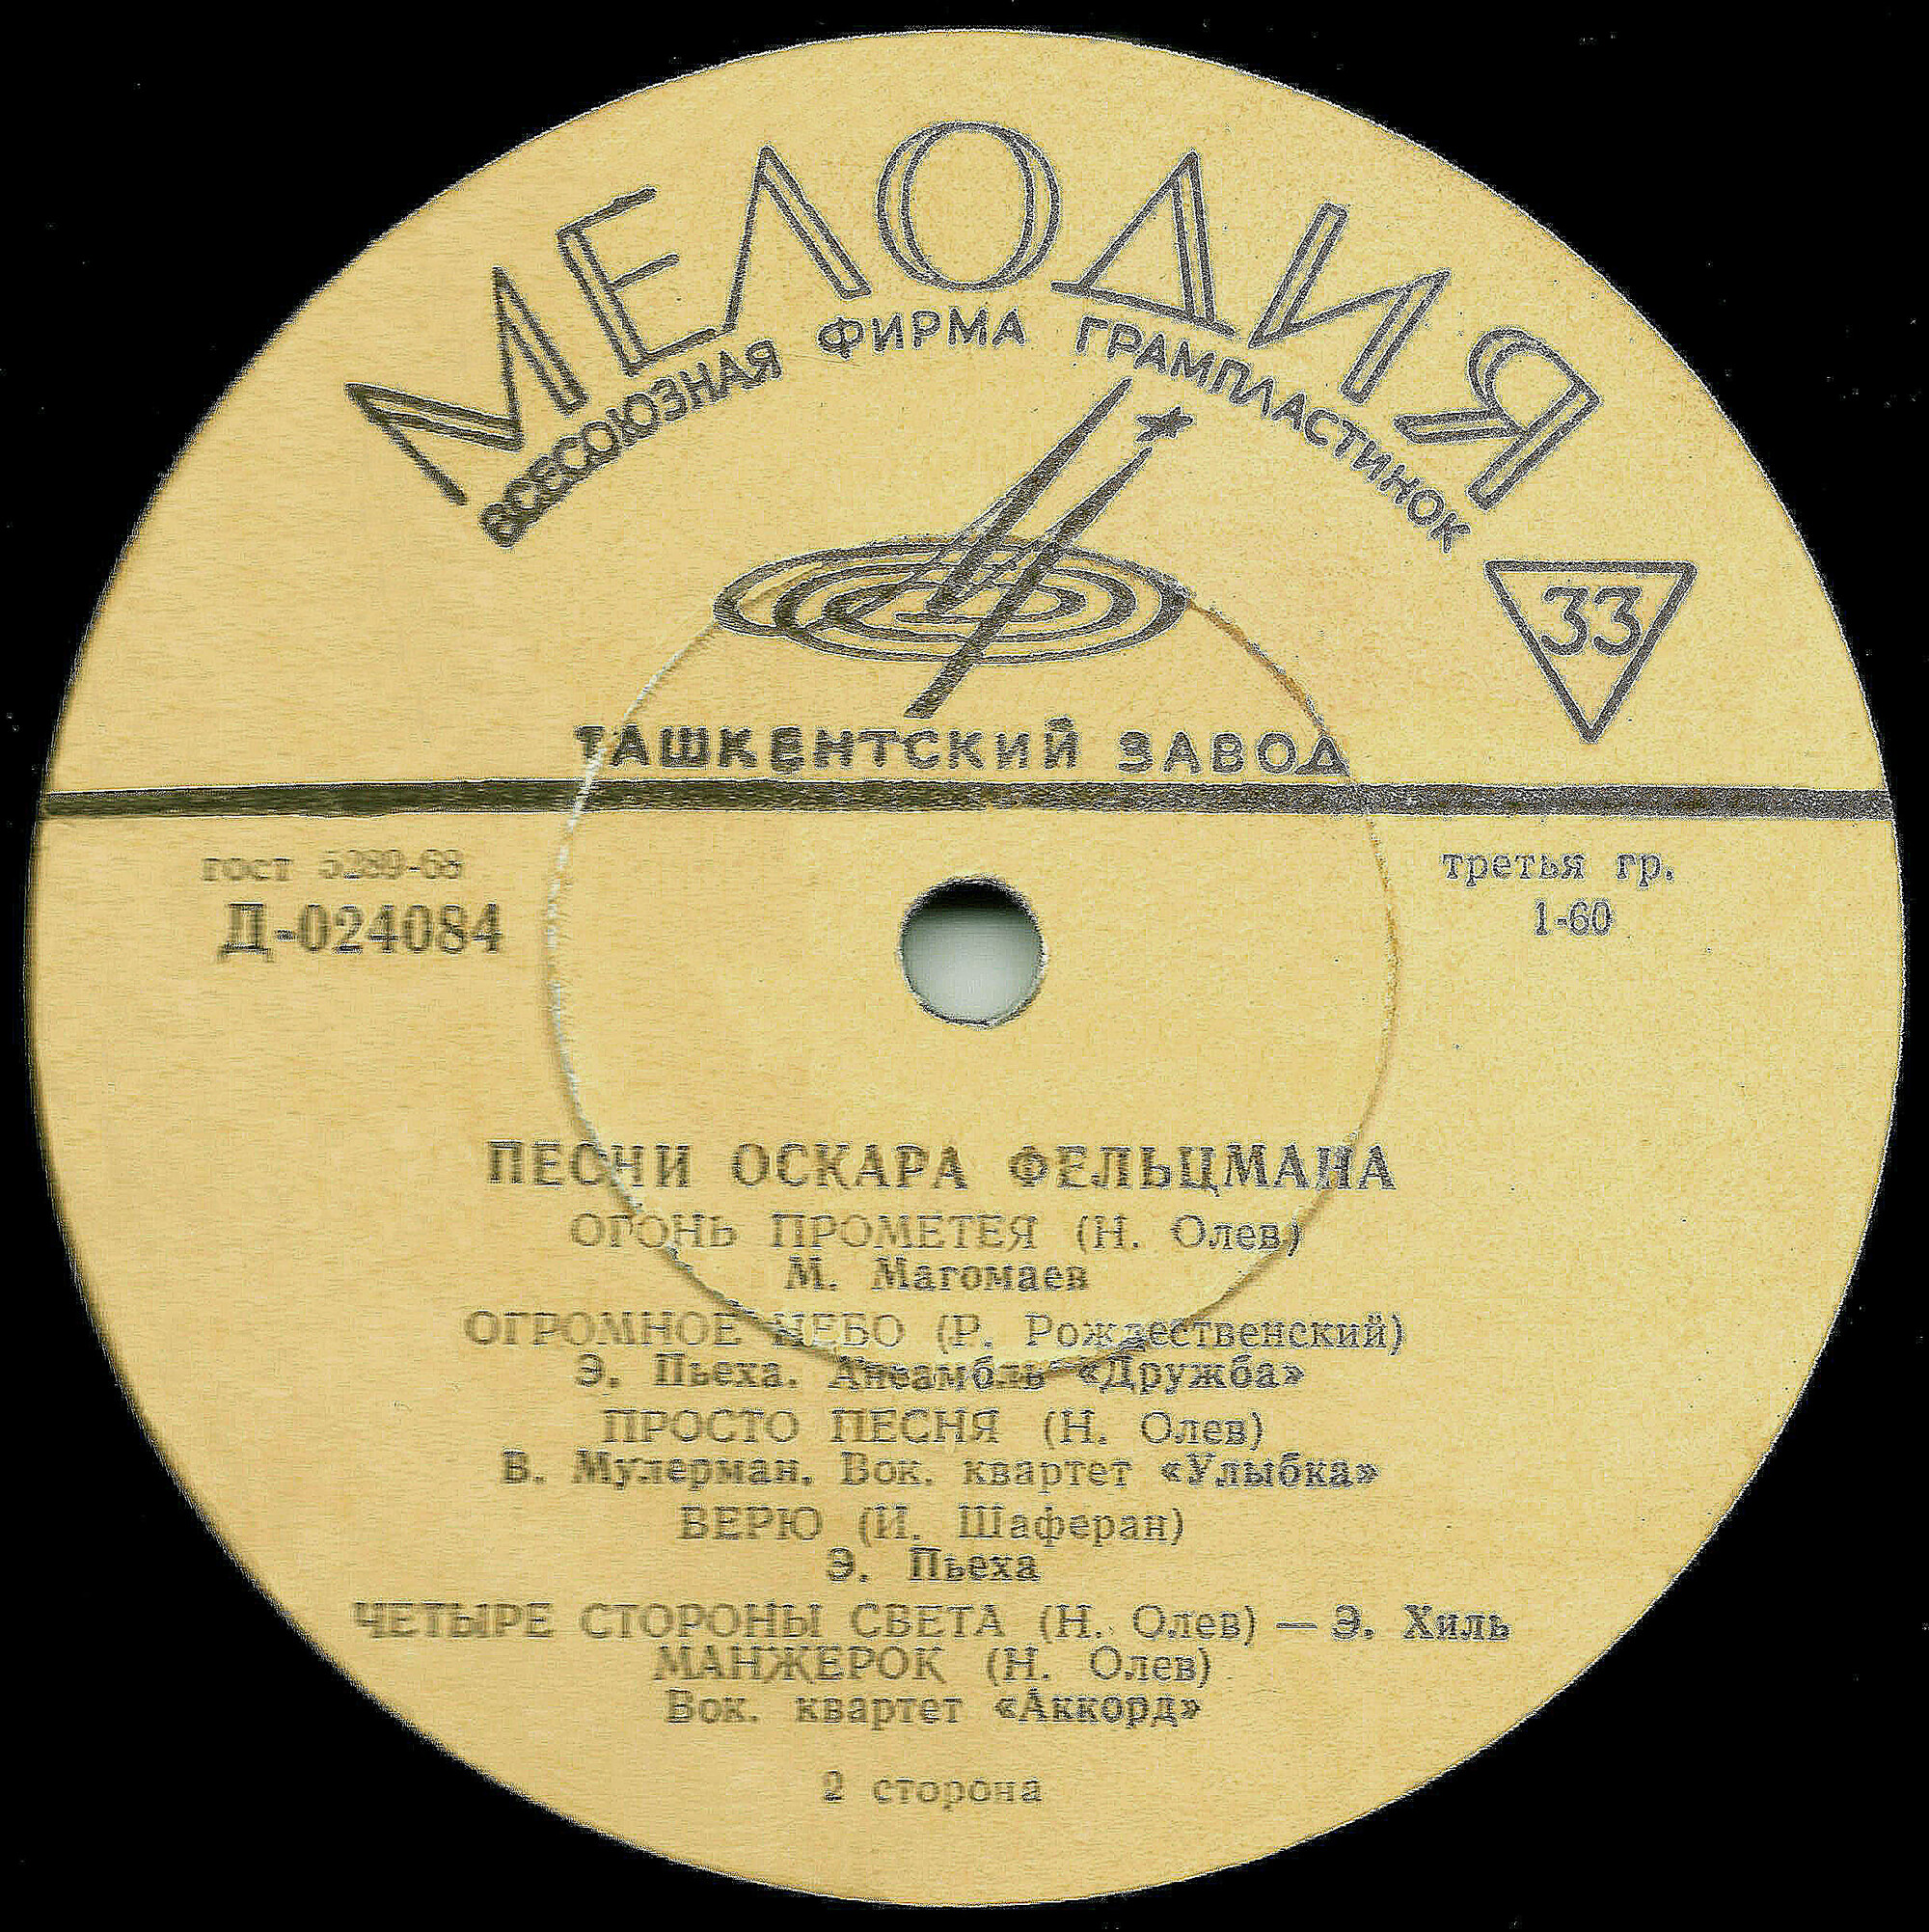 МЕЛОДИЯ
ВСЕСОЮЗНАЯ ФИРМА ГРАМПЛАСТИНОК
33
ТАШКЕНТСКИЙ ЗАВОД
гост 5289-68
Д-024084
третья гр.
1-60
ПЕСНИ ОСКАРА ФЕЛЬЦМАНА
ОГОНЬ ПРОМЕТЕЯ (Н. Олев)
М. Магомаев
ОГРОМНОЕ НЕБО (Р. Рождественский)
Э. Пьеха. Ансамбль «Дружба»
ПРОСТО ПЕСНЯ (Н. Олев)
В. Мулерман. Вок. квартет «Улыбка»
ВЕРЮ (И. Шаферан)
Э. Пьеха
ЧЕТЫРЕ СТОРОНЫ СВЕТА (Н. Олев) — Э. Хиль
МАНЖЕРОК (Н. Олев)
Вок. квартет «Аккорд»
2 сторона